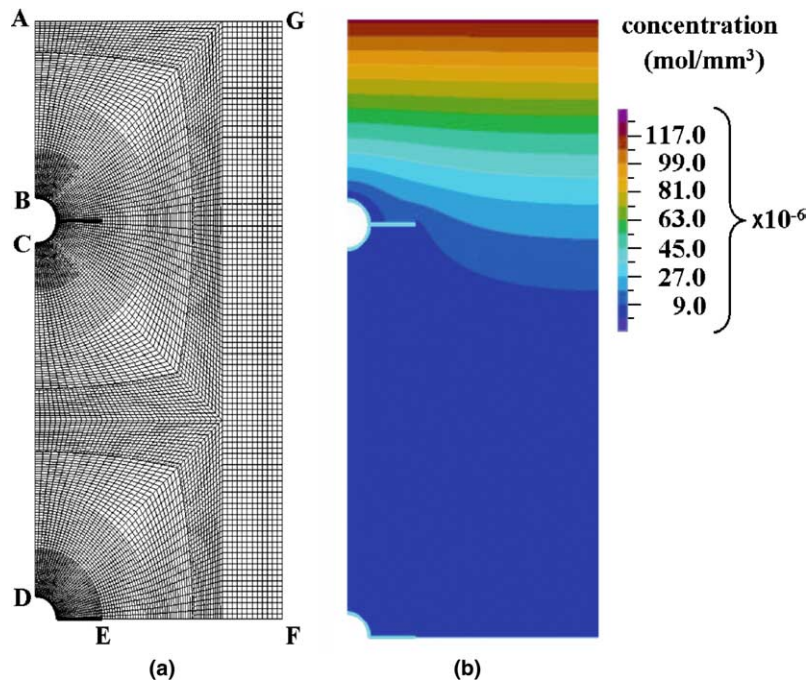 A
G
B
C
D
E
F
(a)
(b)
concentration
(mol/mm³)
117.0
99.0
81.0
63.0
45.0
27.0
9.0
x10⁻⁶